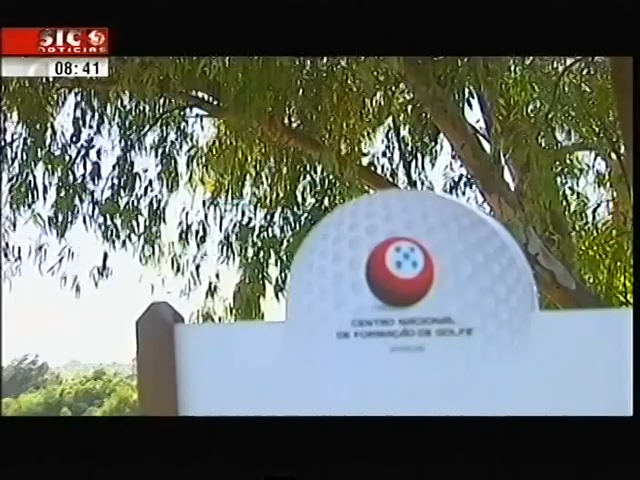 SIC
NOTÍCIAS
08:41
CENTRO NACIONAL
DE FORMAÇÃO DE GOLFE